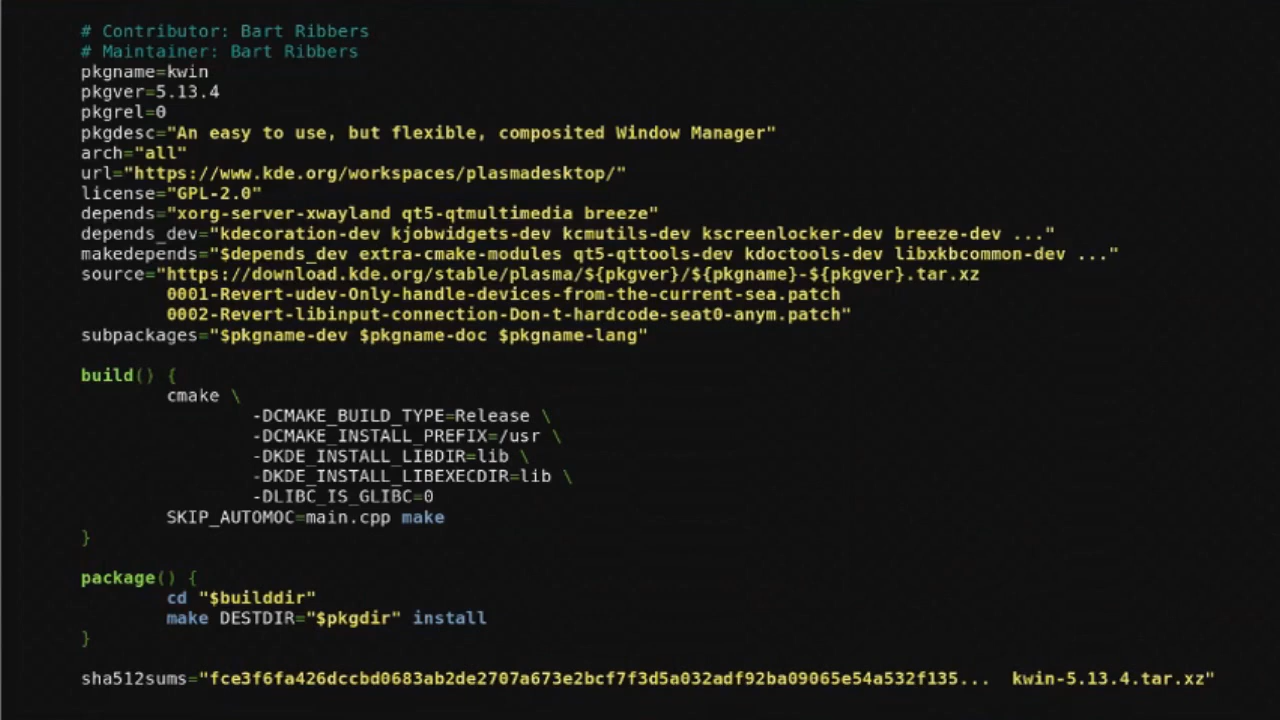 # Contributor: Bart Ribbers
# Maintainer: Bart Ribbers
pkgname=kwin
pkgver=5.13.4
pkgrel=0
pkgdesc="An easy to use, but flexible, composited Window Manager"
arch="all"
url="https://www.kde.org/workspaces/plasmadesktop/"
license="GPL-2.0"
depends="xorg-server-xwayland qt5-qtmultimedia breeze"
depends_dev="kdecoration-dev kjobwidgets-dev kcmutils-dev kscreenlocker-dev breeze-dev ..."
makedepends="$depends_dev extra-cmake-modules qt5-qttools-dev kdoctools-dev libxkbcommon-dev ..."
source="https://download.kde.org/stable/plasma/${pkgver}/${pkgname}-${pkgver}.tar.xz
0001-Revert-udev-Only-handle-devices-from-the-current-sea.patch
0002-Revert-libinput-connection-Don-t-hardcode-seat0-anym.patch"
subpackages="$pkgname-dev $pkgname-doc $pkgname-lang"
build() {
cmake \
-DCMAKE_BUILD_TYPE=Release \
-DCMAKE_INSTALL_PREFIX=/usr \
-DKDE_INSTALL_LIBDIR=lib \
-DKDE_INSTALL_LIBEXECDIR=lib \
-DLIBC_IS_GLIBC=0
SKIP_AUTOMOC=main.cpp make
}
package() {
cd "$builddir"
make DESTDIR="$pkgdir" install
}
sha512sums="fce3f6fa426dccbd0683ab2de2707a673e2bcf7f3d5a032adf92ba09065e54a532f135...  kwin-5.13.4.tar.xz"